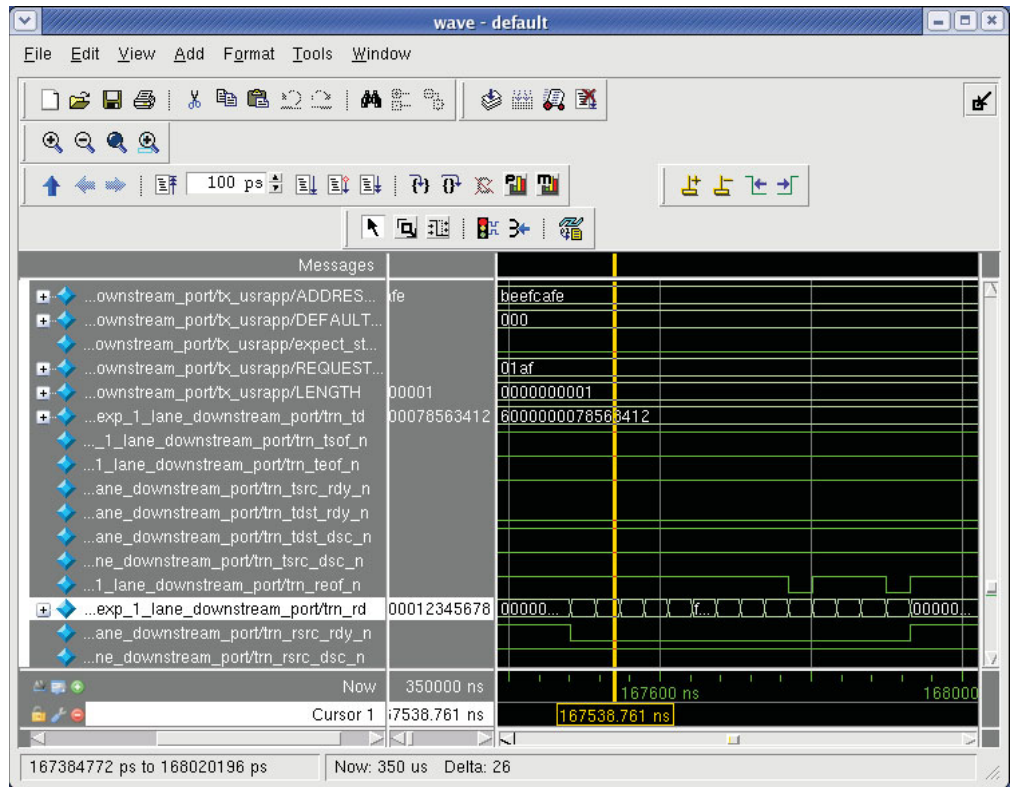 wave - default
File Edit View Add Format Tools Window
100 ps
Messages
...ownstream_port/tx_usrapp/ADDRES... fe beefcafe
...ownstream_port/tx_usrapp/DEFAULT... 000
...ownstream_port/tx_usrapp/expect_st...
...ownstream_port/tx_usrapp/REQUEST... 01af
...ownstream_port/tx_usrapp/LENGTH 00001 0000000001
...exp_1_lane_downstream_port/trn_td 00078563412 6000000078563412
..._1_lane_downstream_port/trn_tsof_n
...1_lane_downstream_port/trn_teof_n
...ane_downstream_port/trn_tsrc_rdy_n
...ane_downstream_port/trn_tdst_rdy_n
...ane_downstream_port/trn_tdst_dsc_n
...ne_downstream_port/trn_tsrc_dsc_n
...1_lane_downstream_port/trn_reof_n
...exp_1_lane_downstream_port/trn_rd 00012345678 00000... f... 00000...
...ane_downstream_port/trn_rsrc_rdy_n
...ne_downstream_port/trn_rsrc_dsc_n
Now 350000 ns 167600 ns 168000
Cursor 1 67538.761 ns 167538.761 ns
167384772 ps to 168020196 ps Now: 350 us Delta: 26